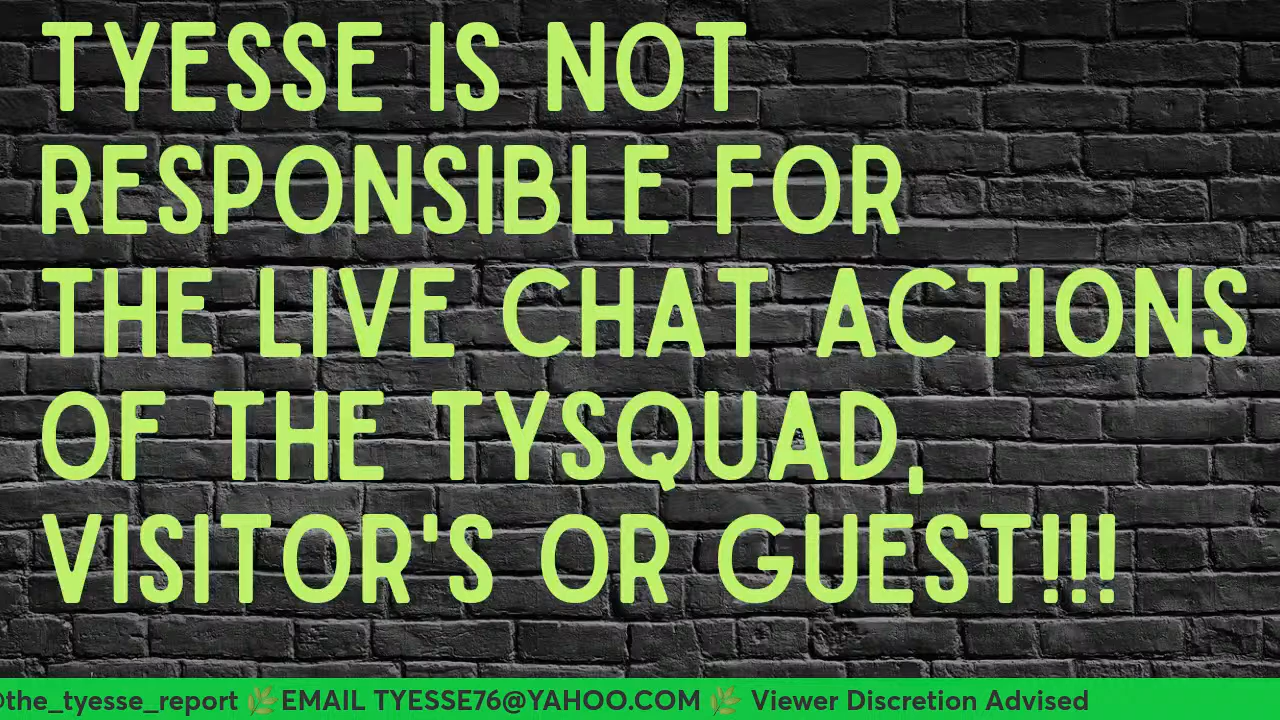 TYESSE IS NOT
RESPONSIBLE FOR
THE LIVE CHAT ACTIONS
OF THE TYSQUAD,
VISITOR'S OR GUEST!!!
@the_tyesse_report 🌿EMAIL TYESSE76@YAHOO.COM 🌿 Viewer Discretion Advised